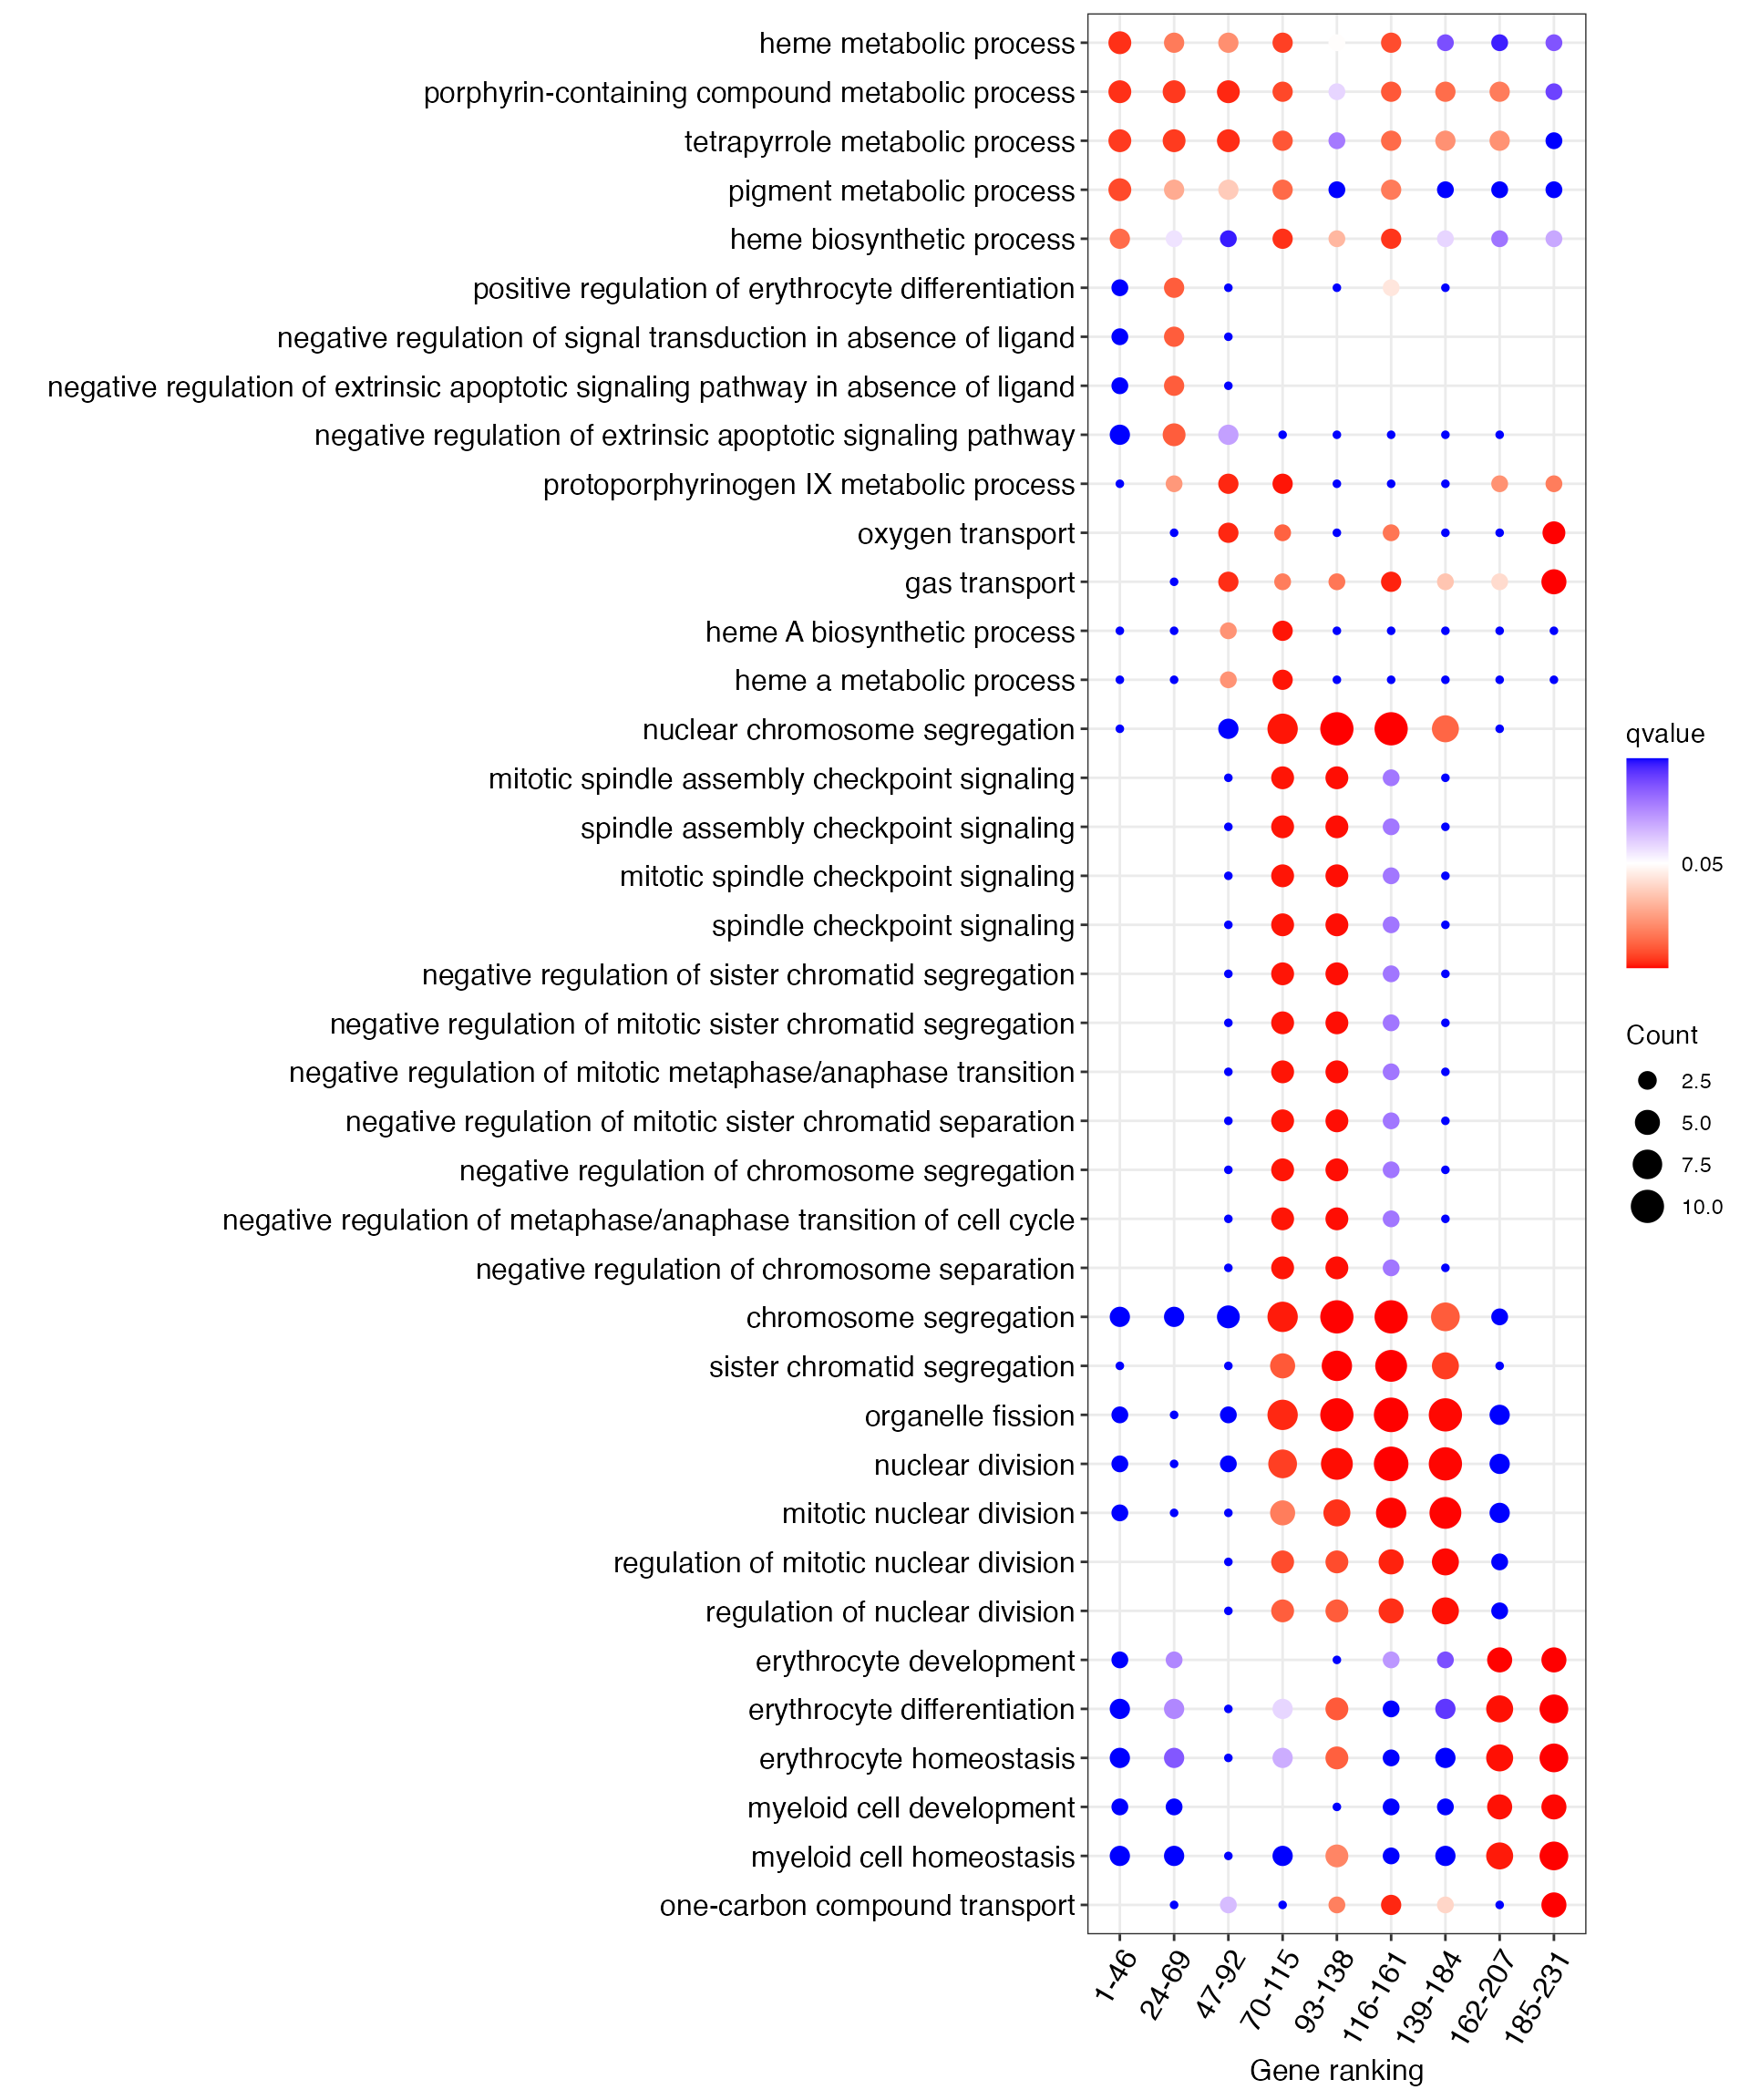 heme metabolic process
porphyrin-containing compound metabolic process
tetrapyrrole metabolic process
pigment metabolic process
heme biosynthetic process
positive regulation of erythrocyte differentiation
negative regulation of signal transduction in absence of ligand
negative regulation of extrinsic apoptotic signaling pathway in absence of ligand
negative regulation of extrinsic apoptotic signaling pathway
protoporphyrinogen IX metabolic process
oxygen transport
gas transport
heme A biosynthetic process
heme a metabolic process
nuclear chromosome segregation
mitotic spindle assembly checkpoint signaling
spindle assembly checkpoint signaling
mitotic spindle checkpoint signaling
spindle checkpoint signaling
negative regulation of sister chromatid segregation
negative regulation of mitotic sister chromatid segregation
negative regulation of mitotic metaphase/anaphase transition
negative regulation of mitotic sister chromatid separation
negative regulation of chromosome segregation
negative regulation of metaphase/anaphase transition of cell cycle
negative regulation of chromosome separation
chromosome segregation
sister chromatid segregation
organelle fission
nuclear division
mitotic nuclear division
regulation of mitotic nuclear division
regulation of nuclear division
erythrocyte development
erythrocyte differentiation
erythrocyte homeostasis
myeloid cell development
myeloid cell homeostasis
one-carbon compound transport
1-46
24-69
47-92
70-115
93-138
116-161
139-184
162-207
185-231
Gene ranking
qvalue
0.05
Count
2.5
5.0
7.5
10.0